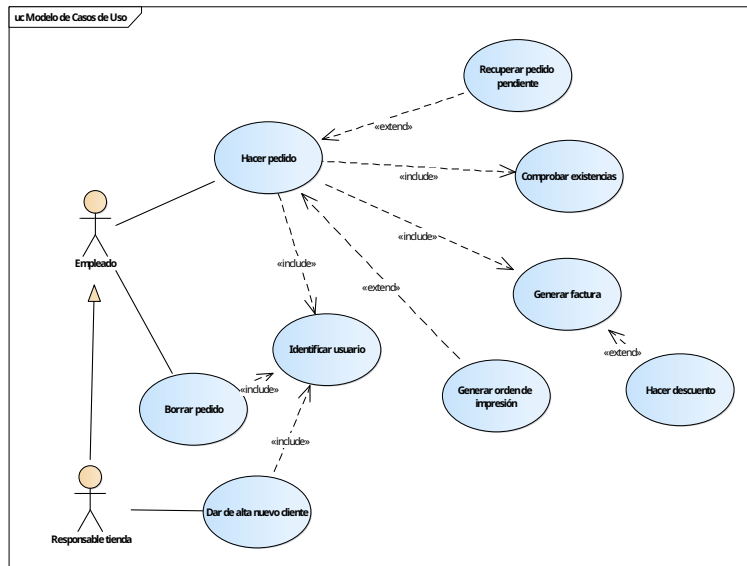 uc Modelo de Casos de Uso
Recuperar pedido
pendiente
«extend»
Hacer pedido
«include»
Comprobar existencias
«include»
Empleado
«include»
«extend»
Generar factura
Identificar usuario
«extend»
«include»
Borrar pedido
Generar orden de
impresión
Hacer descuento
«include»
Dar de alta nuevo cliente
Responsable tienda